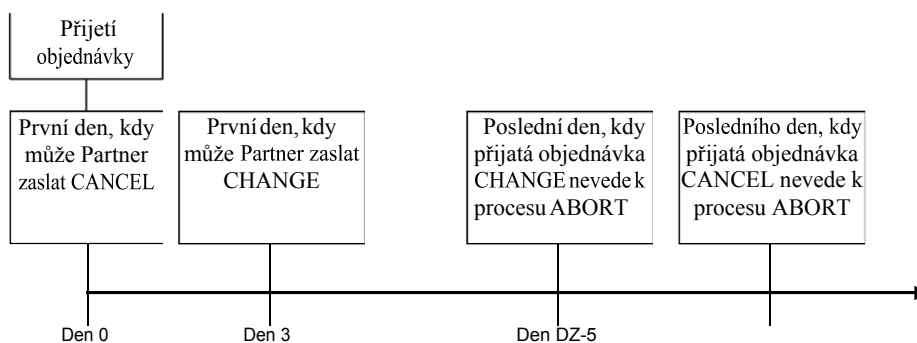 Přijetí
objednávky
První den, kdy
může Partner
zaslat CANCEL
První den, kdy
může Partner zaslat
CHANGE
Poslední den, kdy
přijatá objednávka
CHANGE nevede k
procesu ABORT
Posledního den, kdy
přijatá objednávka
CANCEL nevede k
procesu ABORT
Den 0
Den 3
Den DZ-5